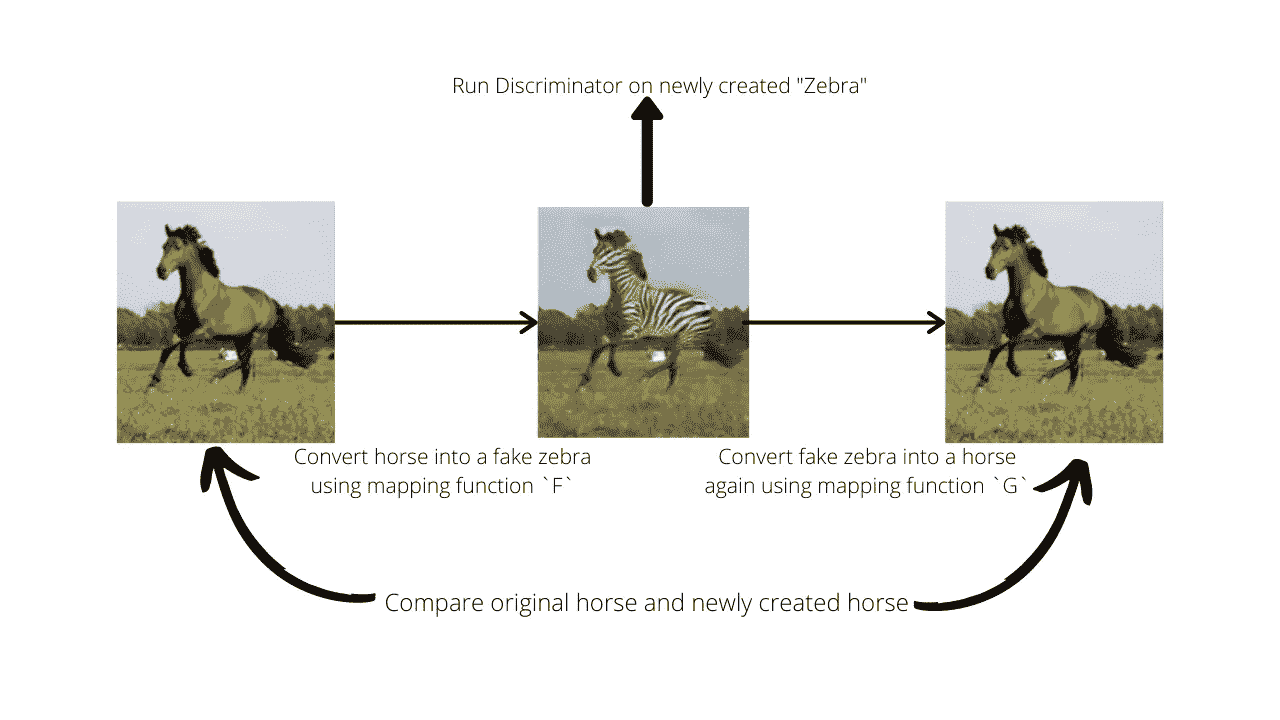 Run Discriminator on newly created "Zebra"
Convert horse into a fake zebra
using mapping function `F`
Convert fake zebra into a horse
again using mapping function `G`
Compare original horse and newly created horse